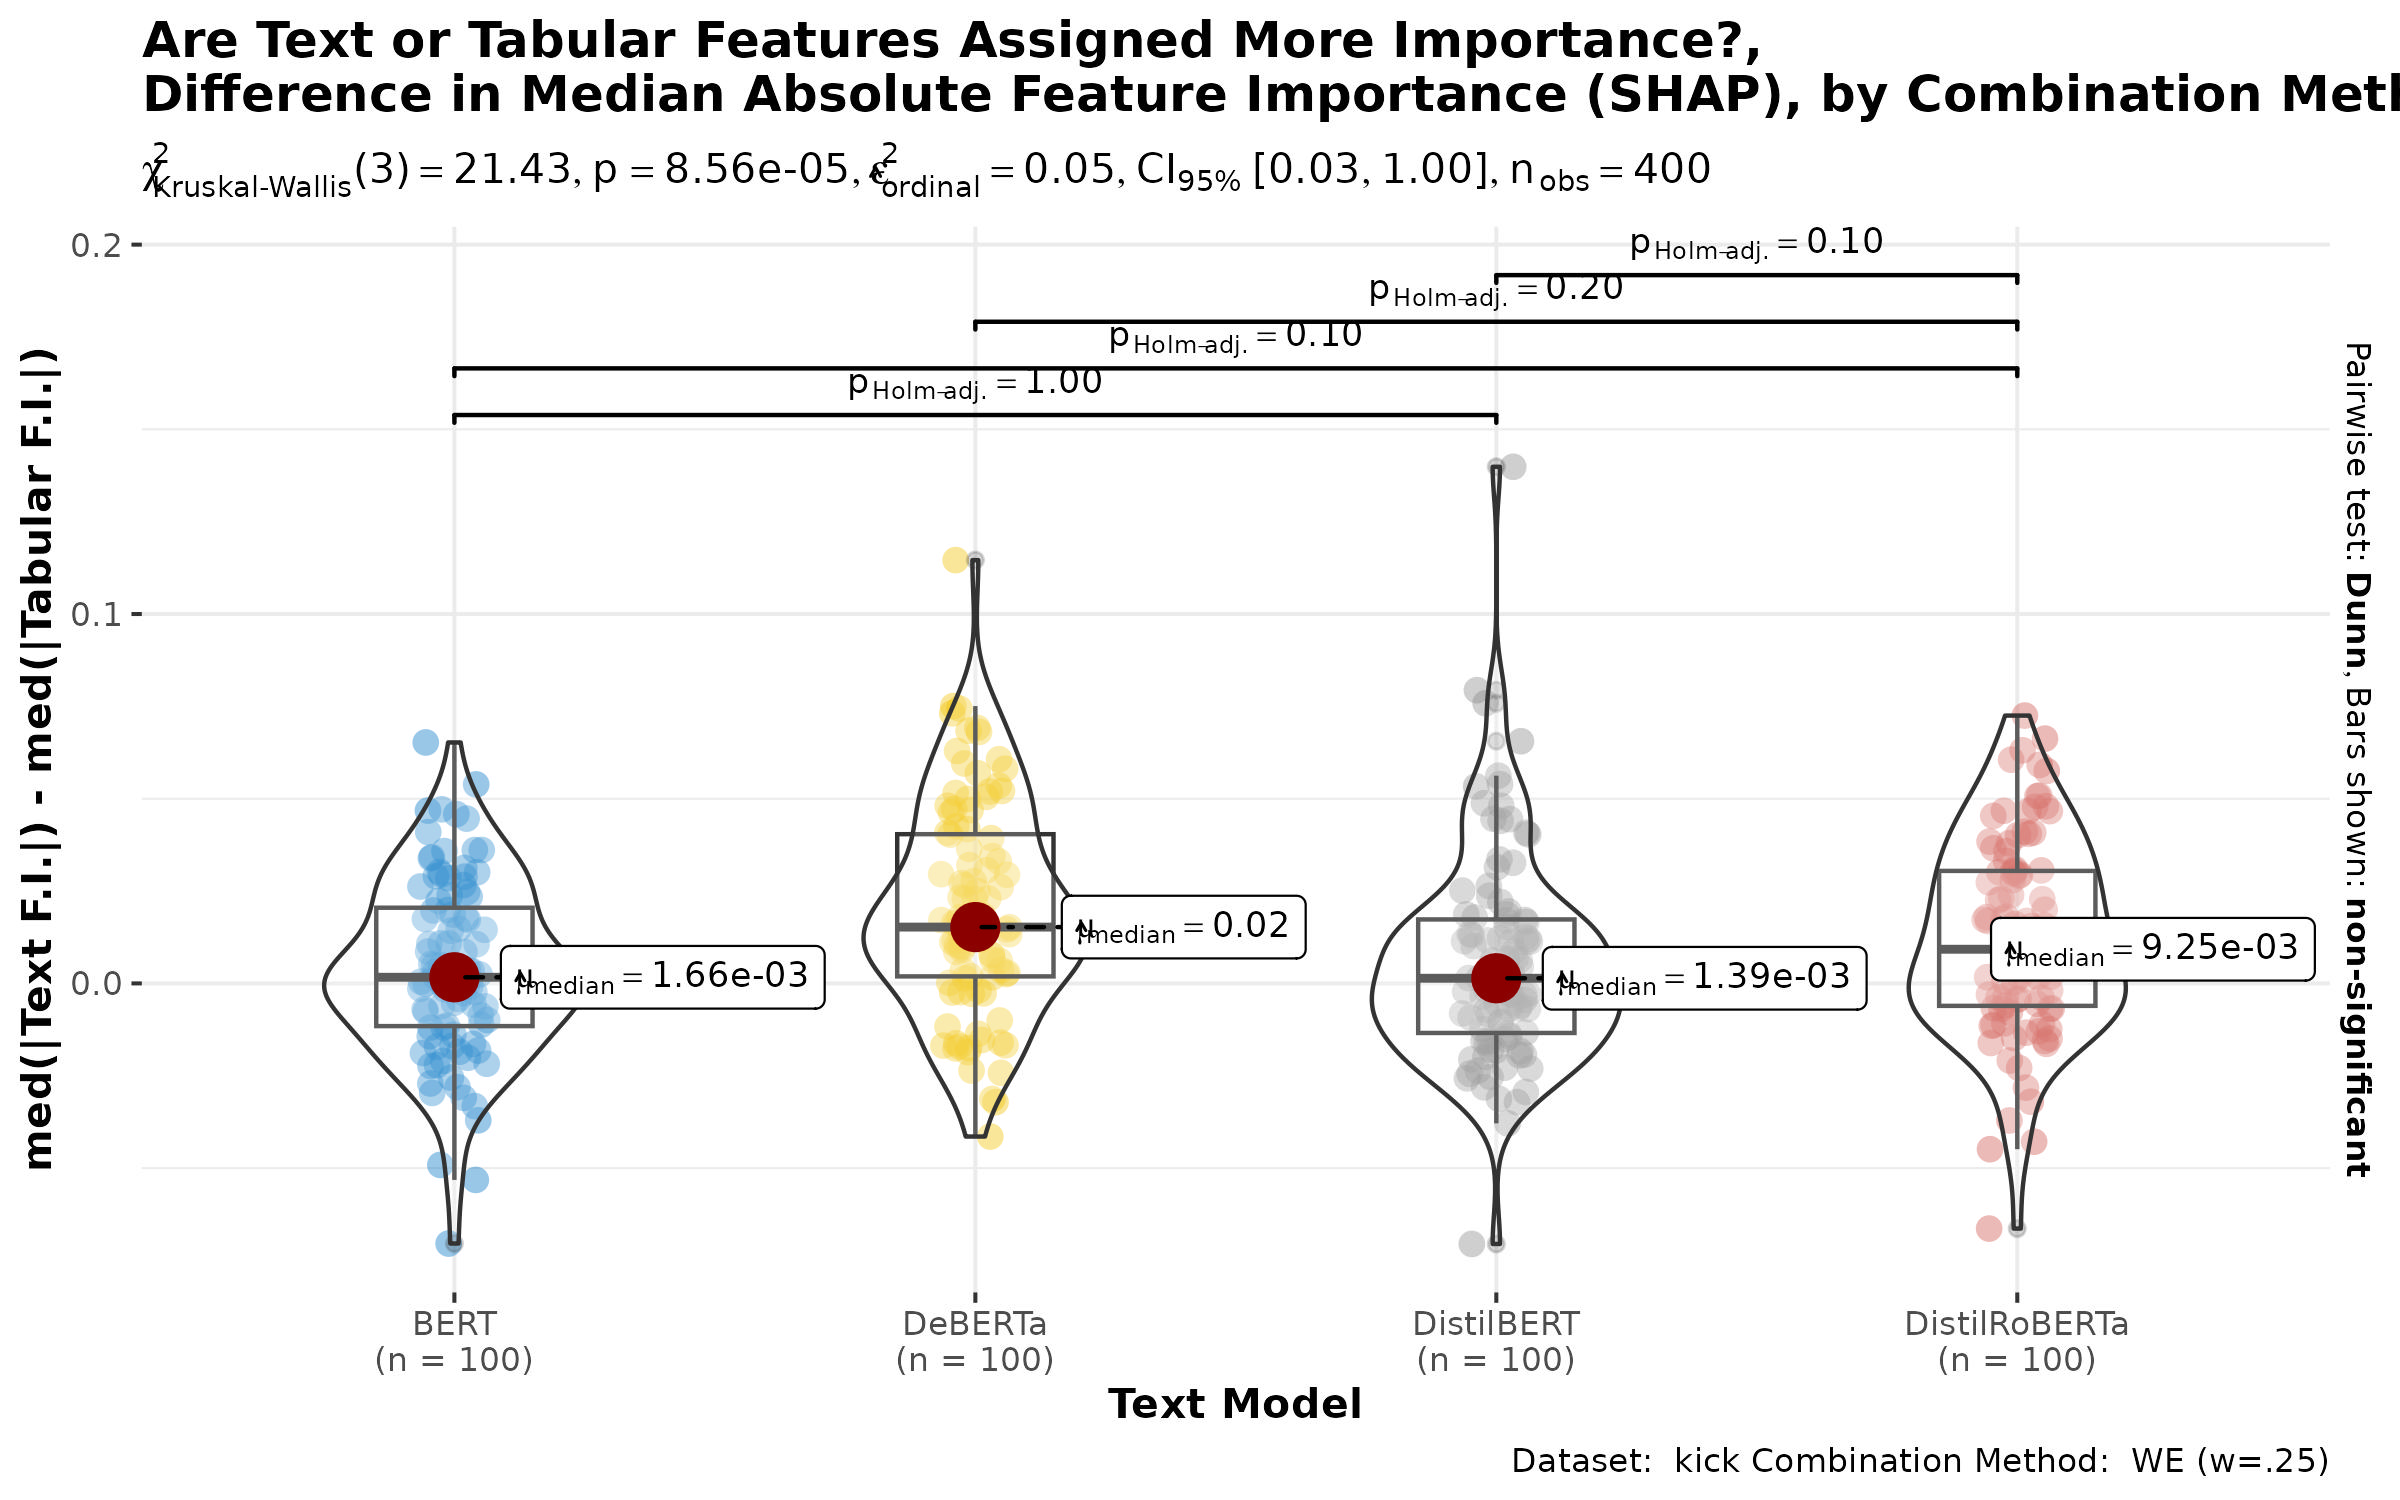 Are Text or Tabular Features Assigned More Importance?,
Difference in Median Absolute Feature Importance (SHAP), by Combination Meth
χ²Kruskal-Wallis(3) = 21.43, p = 8.56e-05, ε̂²ordinal = 0.05, CI95% [0.03, 1.00], nobs = 400
med(|Text F.I.|) - med(|Tabular F.I.|)
0.2
0.1
0.0
pHolm-adj. = 0.10
pHolm-adj. = 0.20
pHolm-adj. = 0.10
pHolm-adj. = 1.00
μ̂median = 1.66e-03
μ̂median = 0.02
μ̂median = 1.39e-03
μ̂median = 9.25e-03
Pairwise test: Dunn, Bars shown: non-significant
BERT
(n = 100)
DeBERTa
(n = 100)
DistilBERT
(n = 100)
DistilRoBERTa
(n = 100)
Text Model
Dataset:  kick Combination Method:  WE (w=.25)